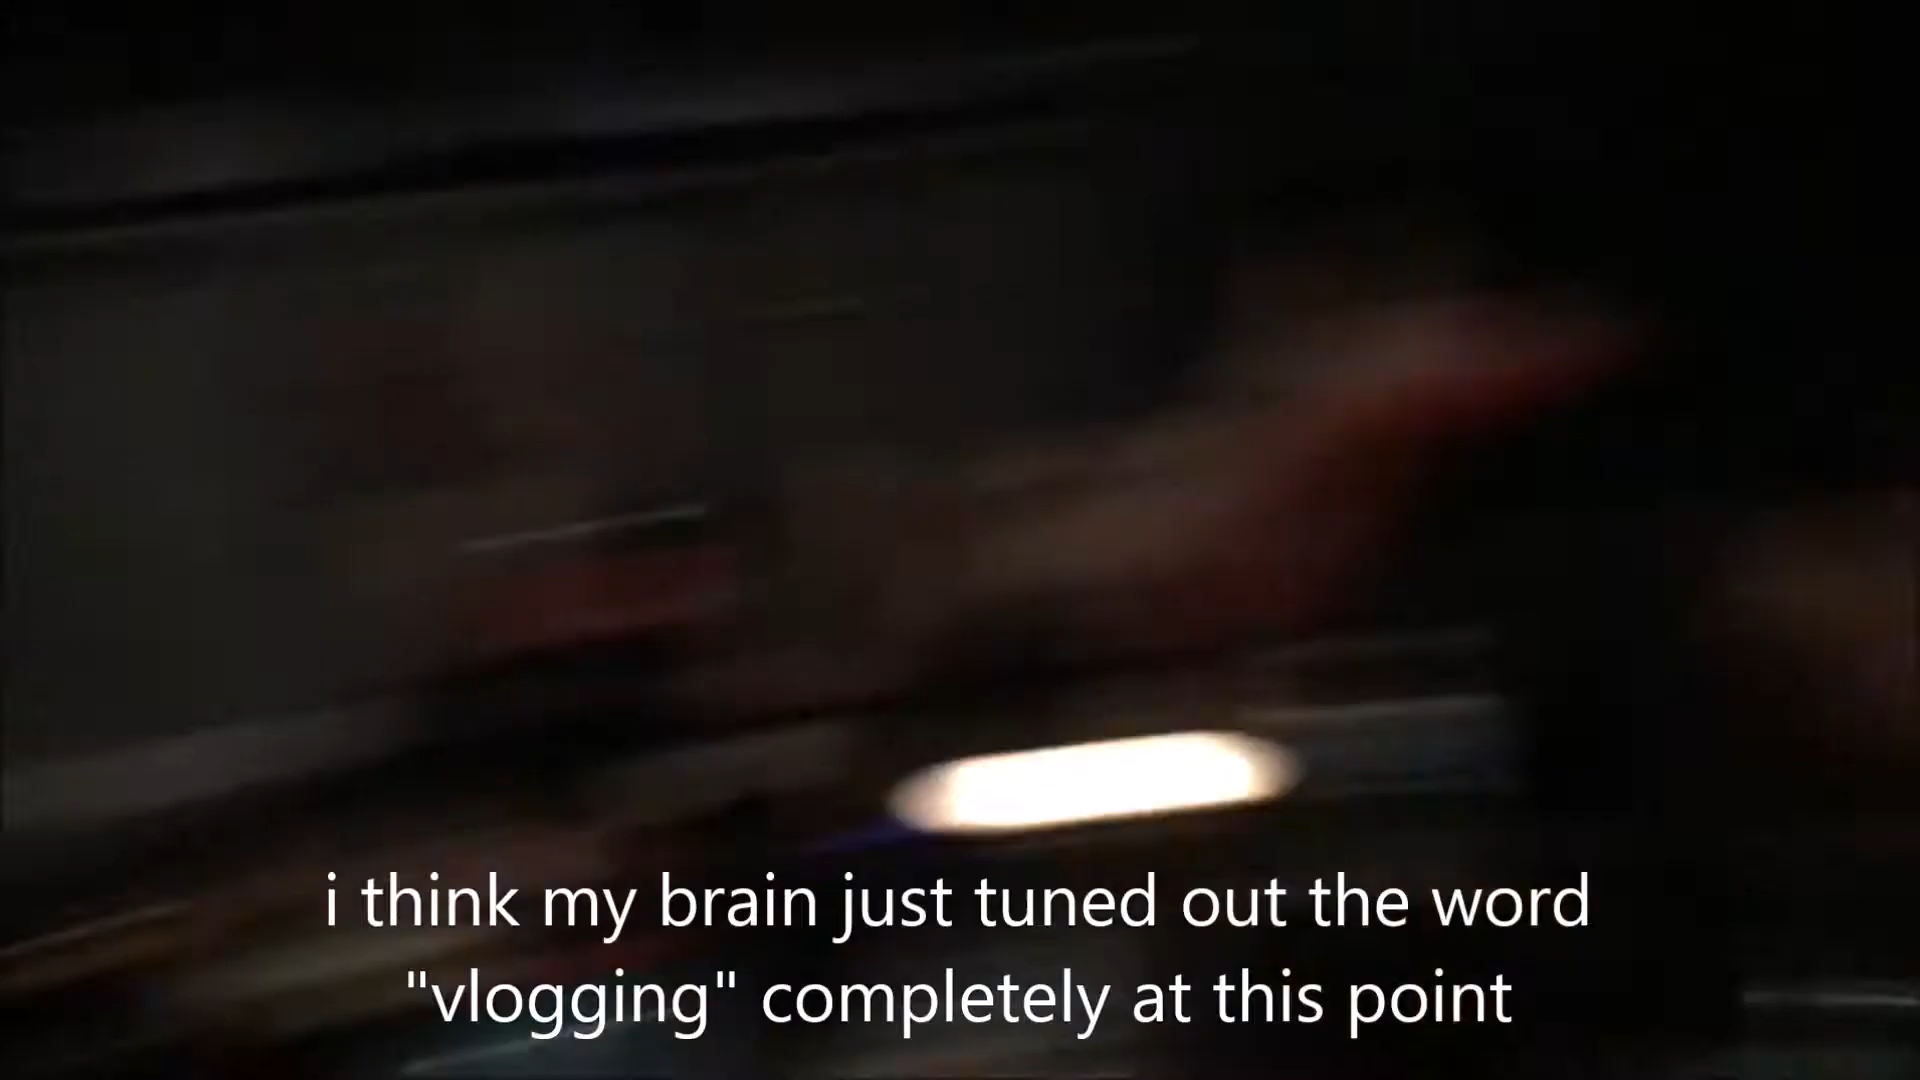 i think my brain just tuned out the word
"vlogging" completely at this point